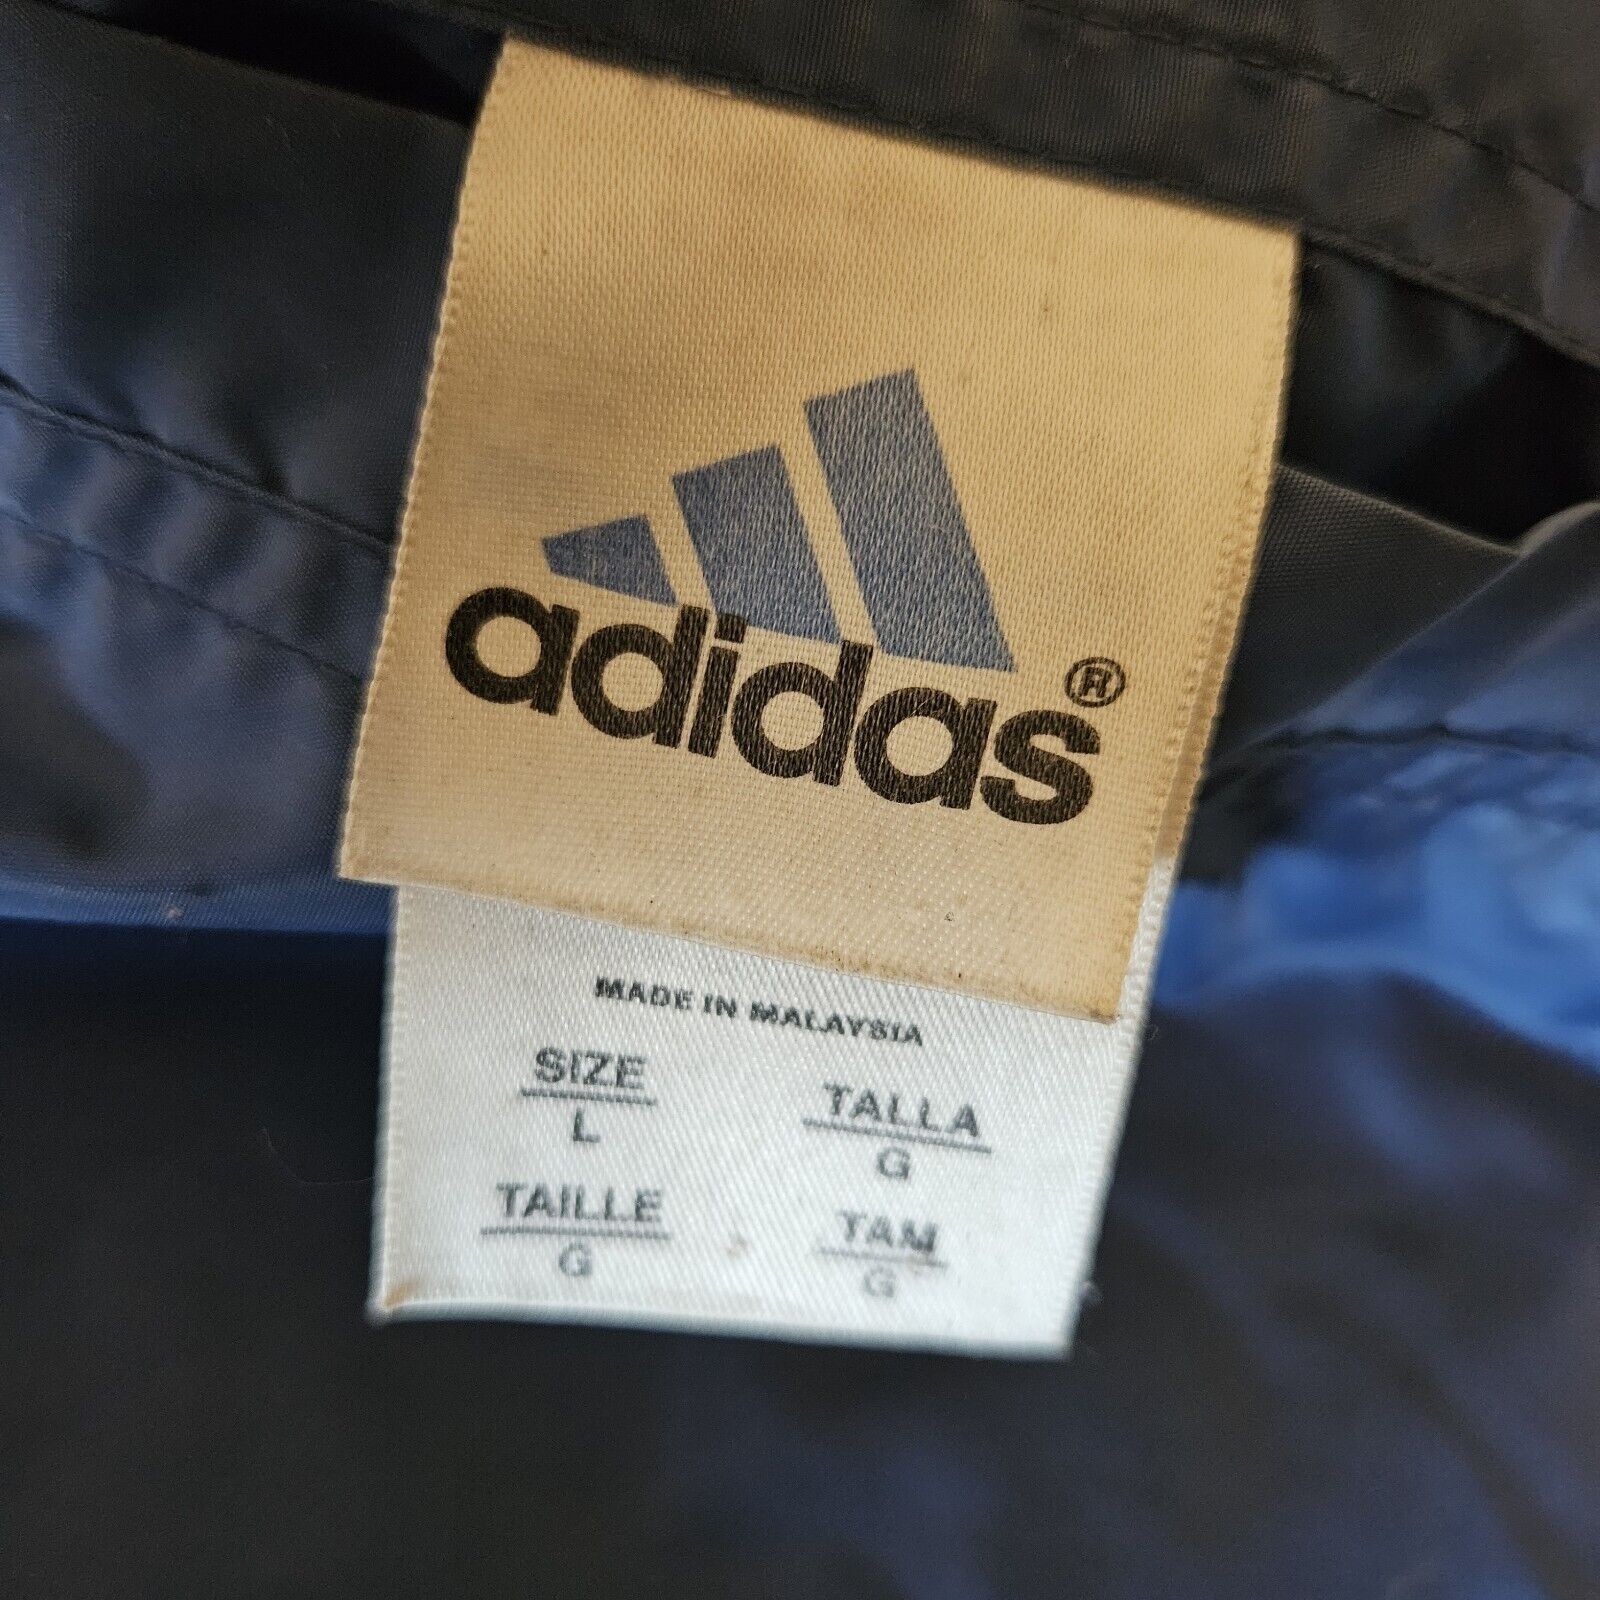 adidas®
MADE IN MALAYSIA
SIZE TALLA
L G
TAILLE TAM
G G